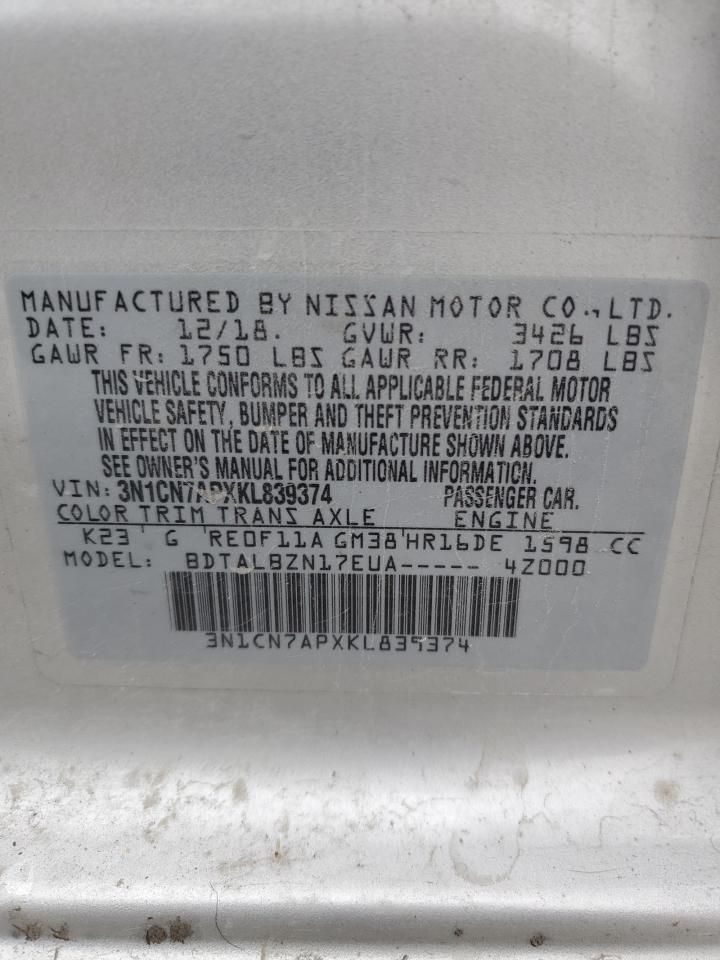 MANUFACTURED BY NISSAN MOTOR CO., LTD.
DATE: 12/18. GVWR: 3426 LBS
GAWR FR: 1750 LBS GAWR RR: 1708 LBS
THIS VEHICLE CONFORMS TO ALL APPLICABLE FEDERAL MOTOR
VEHICLE SAFETY, BUMPER AND THEFT PREVENTION STANDARDS
IN EFFECT ON THE DATE OF MANUFACTURE SHOWN ABOVE.
SEE OWNER'S MANUAL FOR ADDITIONAL INFORMATION.
VIN: 3N1CN7APXKL839374 PASSENGER CAR.
COLOR TRIM TRANS AXLE ENGINE
K23 G RE0F11A GM38 HR16DE 1598 CC
MODEL: BDTALBZN17EUA----- 4Z000
3N1CN7APXKL839374